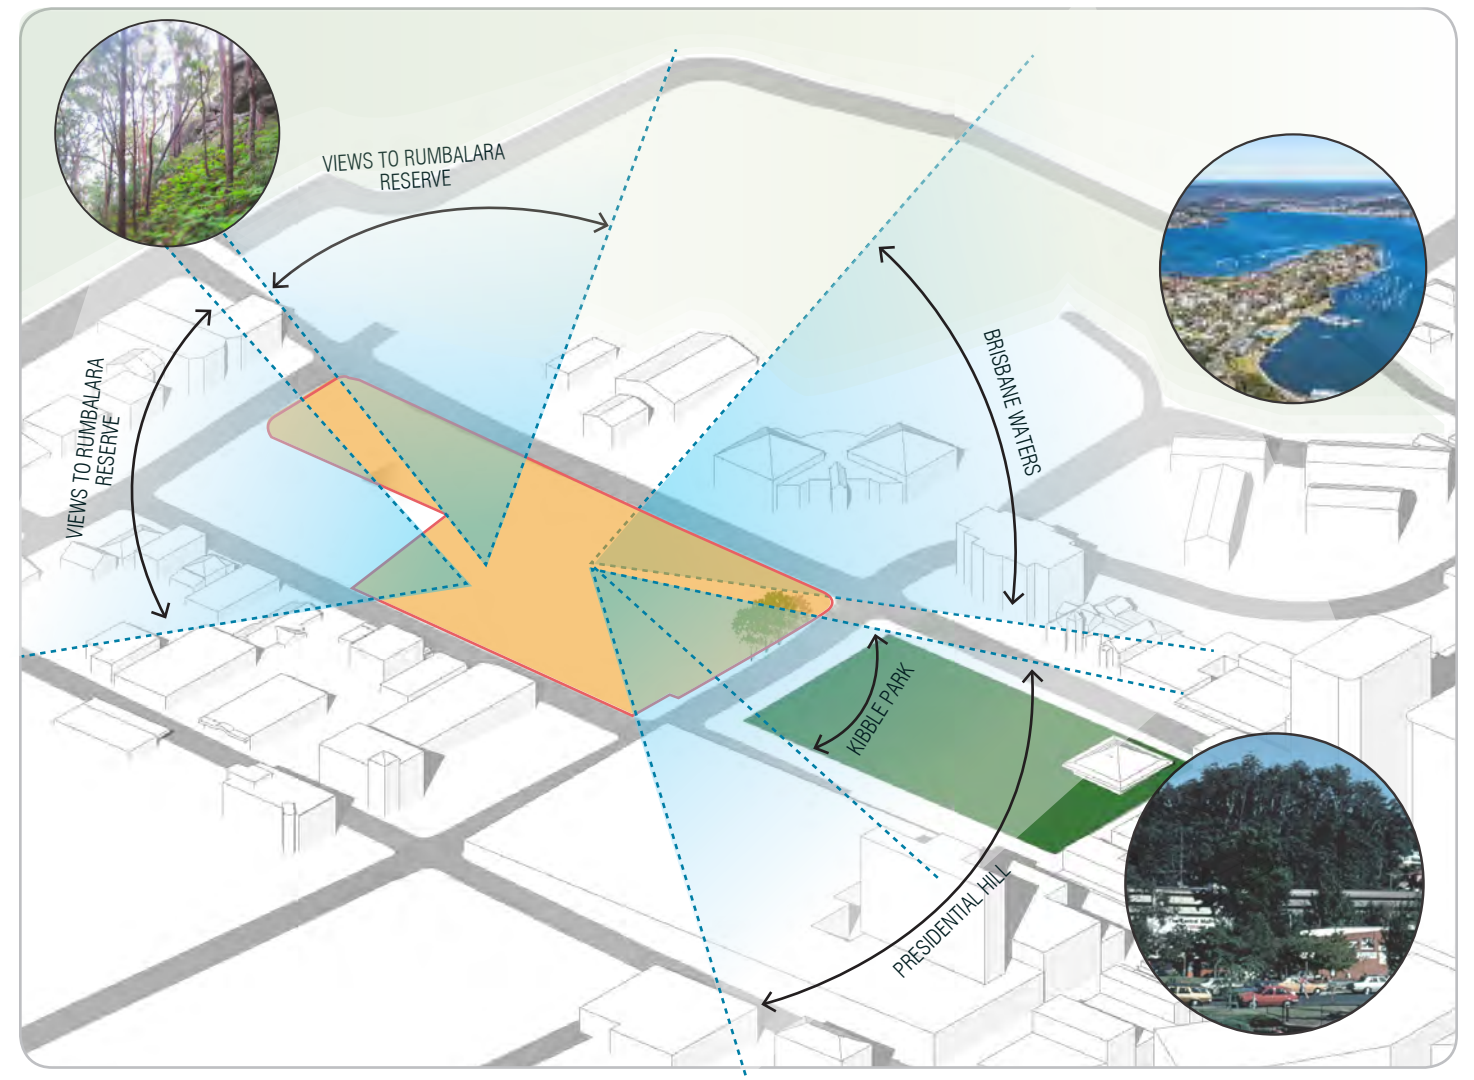 VIEWS TO RUMBALARA
RESERVE
VIEWS TO RUMBALARA
RESERVE
BRISBANE WATERS
KIBBLE PARK
PRESIDENTIAL HILL